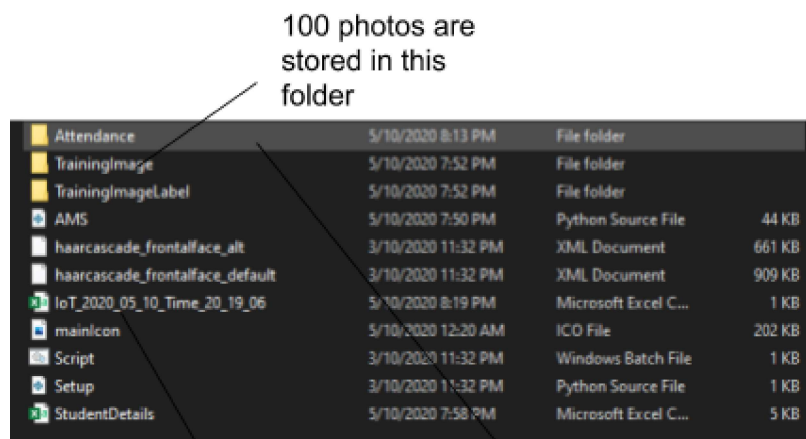 100 photos are
stored in this
folder
Attendance 5/10/2020 8:13 PM File folder
TrainingImage 5/10/2020 7:52 PM File folder
TrainingImageLabel 5/10/2020 7:52 PM File folder
AMS 5/10/2020 7:50 PM Python Source File 44 KB
haarcascade_frontalface_alt 3/10/2020 11:32 PM XML Document 661 KB
haarcascade_frontalface_default 3/10/2020 11:32 PM XML Document 909 KB
IoT_2020_05_10_Time_20_19_06 5/10/2020 8:19 PM Microsoft Excel C... 1 KB
mainIcon 5/10/2020 12:20 AM ICO File 202 KB
Script 3/10/2020 11:32 PM Windows Batch File 1 KB
Setup 3/10/2020 11:32 PM Python Source File 1 KB
StudentDetails 5/10/2020 7:58 PM Microsoft Excel C... 5 KB